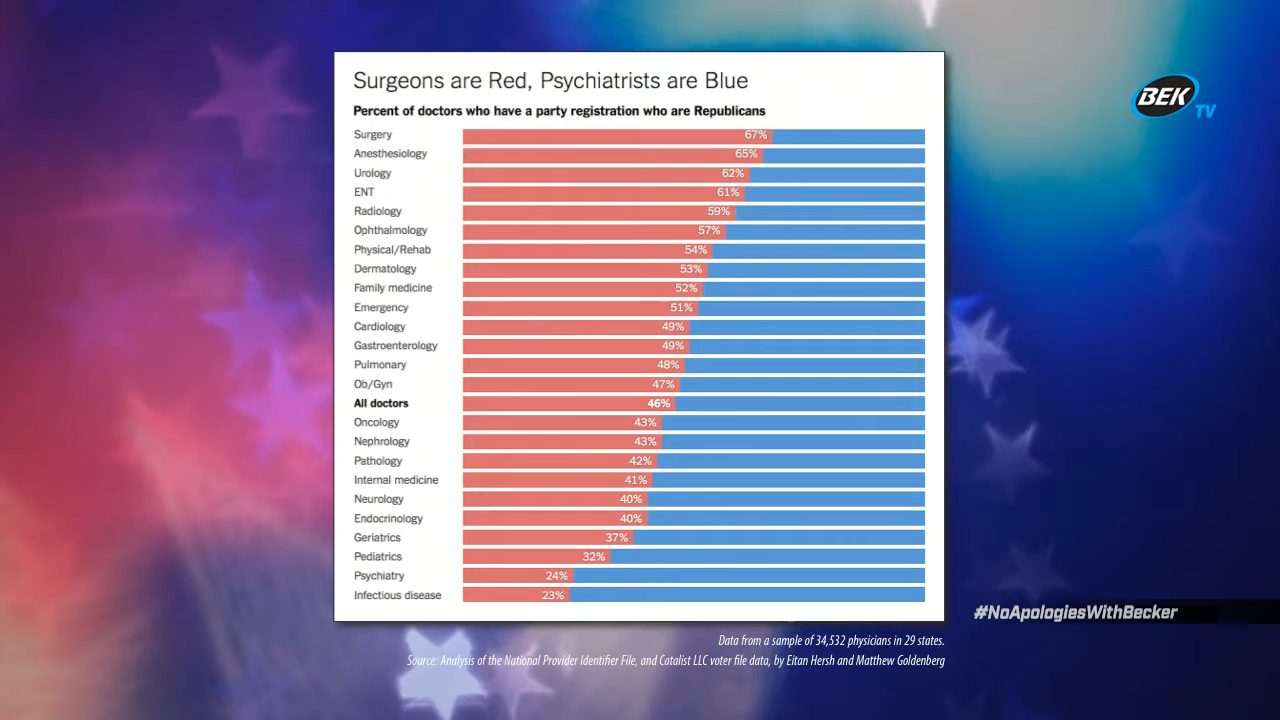 Surgeons are Red, Psychiatrists are Blue
Percent of doctors who have a party registration who are Republicans
Surgery 67%
Anesthesiology 65%
Urology 62%
ENT 61%
Radiology 59%
Ophthalmology 57%
Physical/Rehab 54%
Dermatology 53%
Family medicine 52%
Emergency 51%
Cardiology 49%
Gastroenterology 49%
Pulmonary 48%
Ob/Gyn 47%
All doctors 46%
Oncology 43%
Nephrology 43%
Pathology 42%
Internal medicine 41%
Neurology 40%
Endocrinology 40%
Geriatrics 37%
Pediatrics 32%
Psychiatry 24%
Infectious disease 23%
BEK TV
#NoApologiesWithBecker
Data from a sample of 34,532 physicians in 29 states.
Source: Analysis of the National Provider Identifier File, and Catalist LLC voter file data, by Eitan Hersh and Matthew Goldenberg